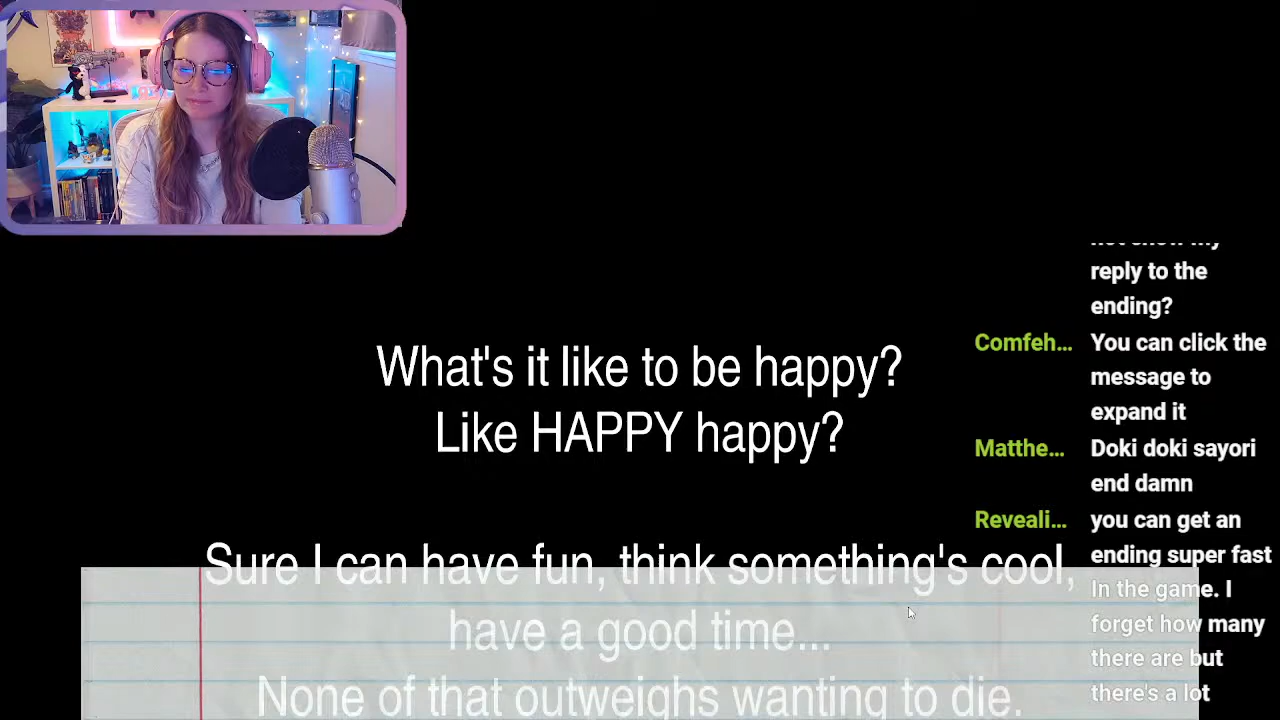 What's it like to be happy?
Like HAPPY happy?
Sure I can have fun, think something's cool,
have a good time...
None of that outweighs wanting to die.
reply to the
ending?
Comfeh... You can click the
message to
expand it
Matthe... Doki doki sayori
end damn
Reveali... you can get an
ending super fast
In the game. I
forget how many
there are but
there's a lot